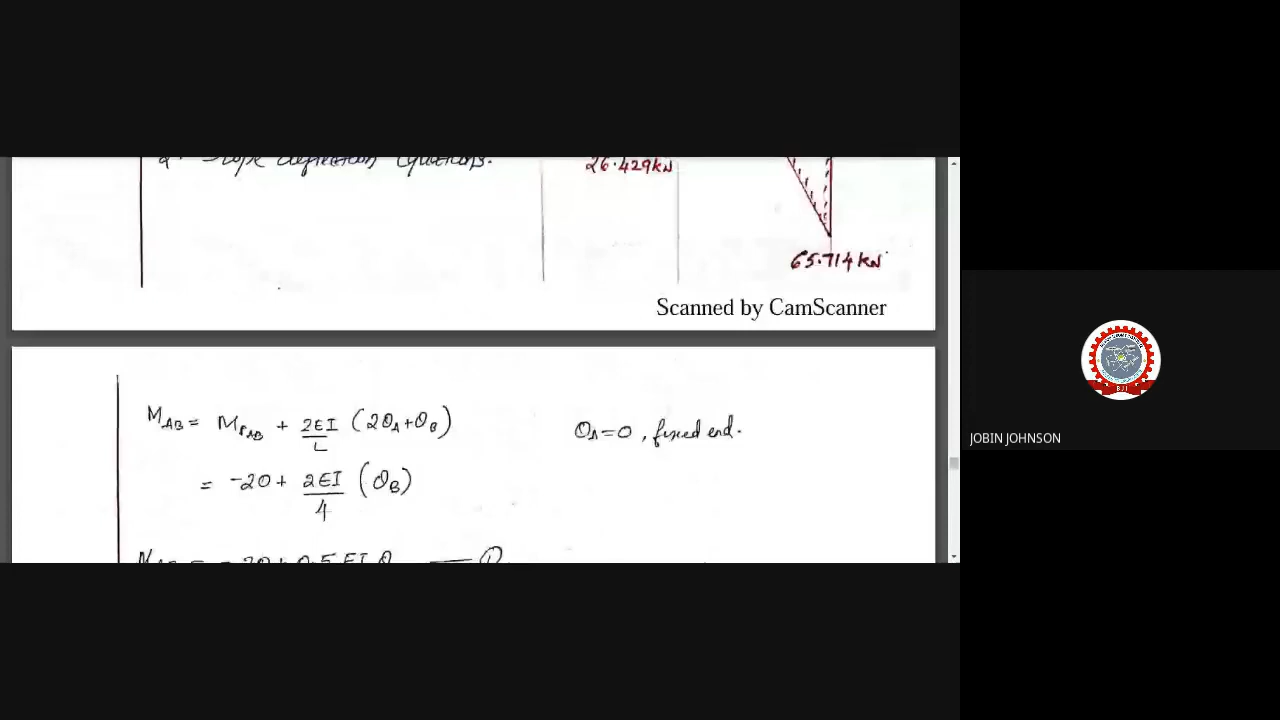 26.429kN
65.714kN
Scanned by CamScanner
M_AB = M_FAB + 2EI/L (2θ_A+θ_B)
θ_A=0, fixed end.
= -20+ 2EI/4 (θ_B)
JOBIN JOHNSON
BJI